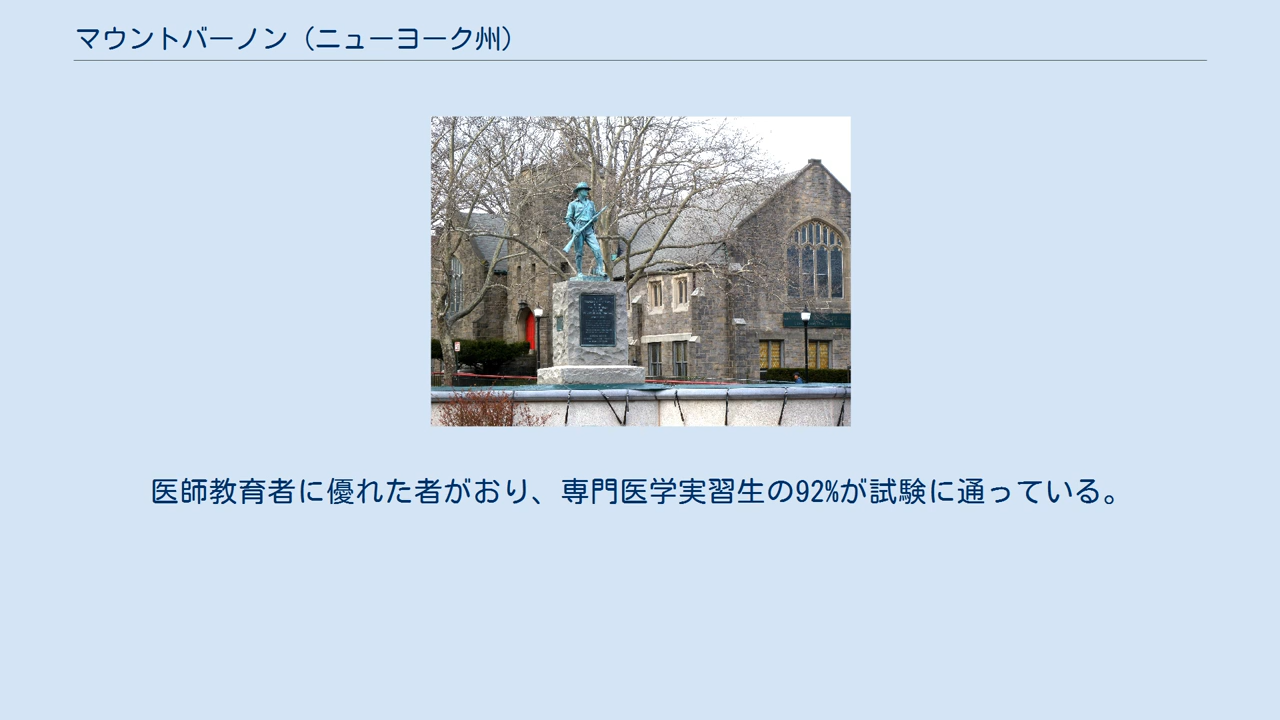 マウントバーノン（ニューヨーク州）
医師教育者に優れた者がおり、専門医学実習生の92%が試験に通っている。